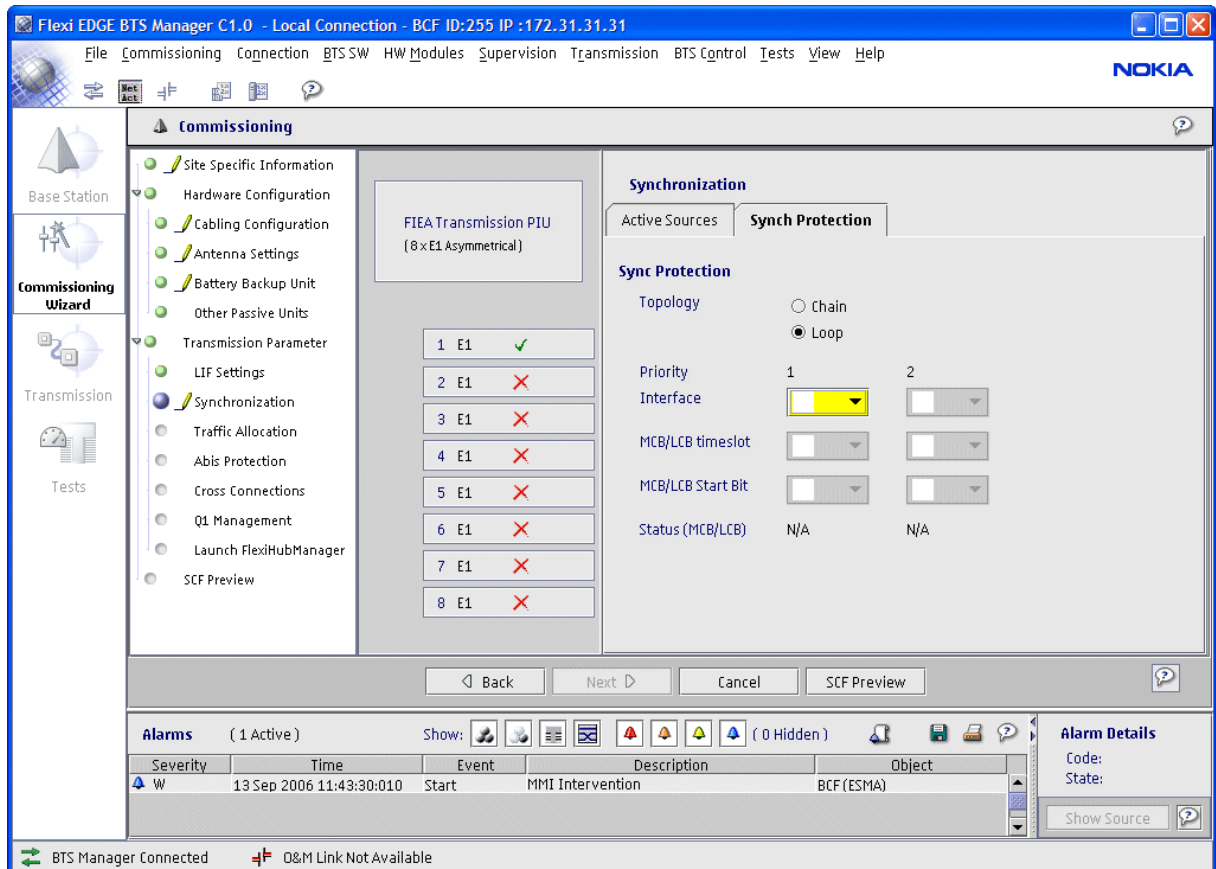 Flexi EDGE BTS Manager C1.0 - Local Connection - BCF ID:255 IP :172.31.31.31
File Commissioning Connection BTS SW HW Modules Supervision Transmission BTS Control Tests View Help
NOKIA
Net
Act
Commissioning
Base Station
Commissioning
Wizard
Transmission
Tests
Site Specific Information
Hardware Configuration
Cabling Configuration
Antenna Settings
Battery Backup Unit
Other Passive Units
Transmission Parameter
LIF Settings
Synchronization
Traffic Allocation
Abis Protection
Cross Connections
Q1 Management
Launch FlexiHubManager
SCF Preview
FIEA Transmission PIU
(8 x E1 Asymmetrical)
1 E1
2 E1
3 E1
4 E1
5 E1
6 E1
7 E1
8 E1
Synchronization
Active Sources Synch Protection
Sync Protection
Topology Chain
Loop
Priority 1 2
Interface
MCB/LCB timeslot
MCB/LCB Start Bit
Status (MCB/LCB) N/A N/A
Back Next Cancel SCF Preview
Alarms (1 Active) Show: (0 Hidden)
Severity Time Event Description Object
W 13 Sep 2006 11:43:30:010 Start MMI Intervention BCF (ESMA)
Alarm Details
Code:
State:
Show Source
BTS Manager Connected O&M Link Not Available